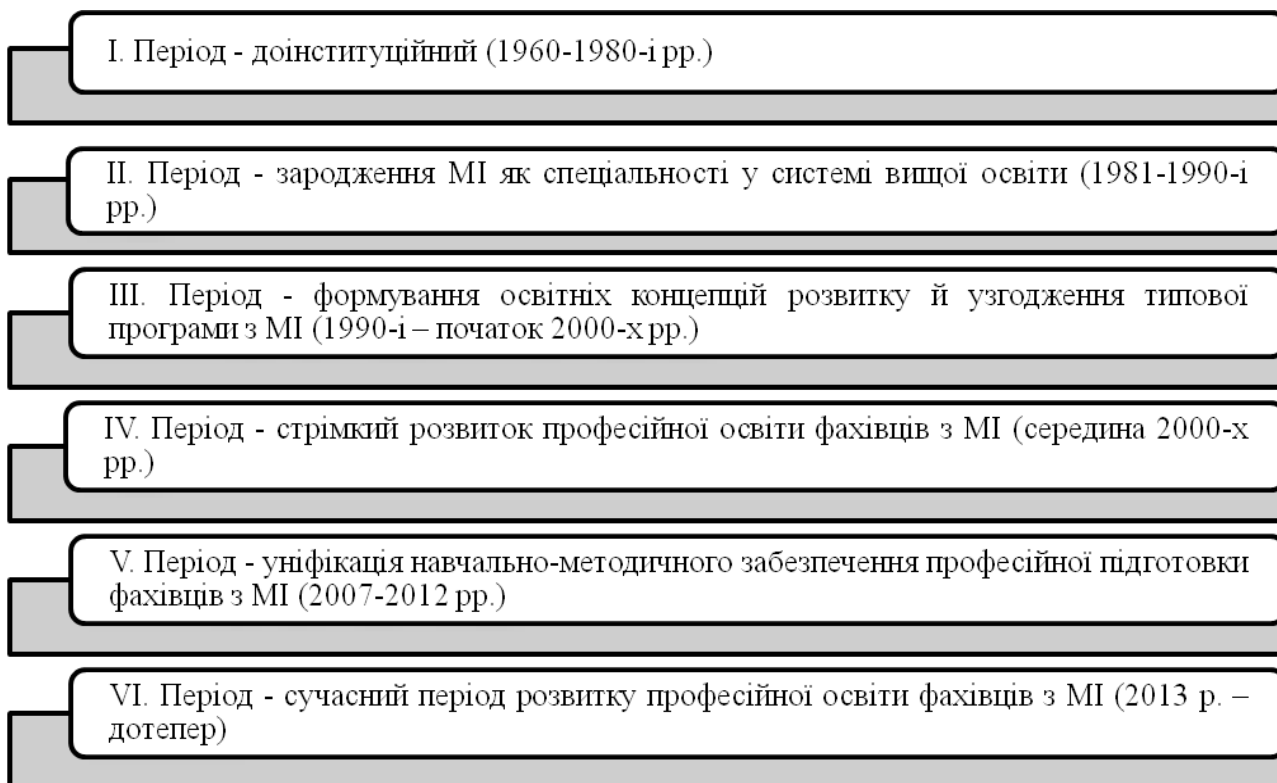 І. Період - доінституційний (1960-1980-і рр.)
ІІ. Період - зародження МІ як спеціальності у системі вищої освіти (1981-1990-і
рр.)
ІІІ. Період - формування освітніх концепцій розвитку й узгодження типової
програми з МІ (1990-і – початок 2000-х рр.)
IV. Період - стрімкий розвиток професійної освіти фахівців з МІ (середина 2000-х
рр.)
V. Період - уніфікація навчально-методичного забезпечення професійної підготовки
фахівців з МІ (2007-2012 рр.)
VI. Період - сучасний період розвитку професійної освіти фахівців з МІ (2013 р. –
дотепер)